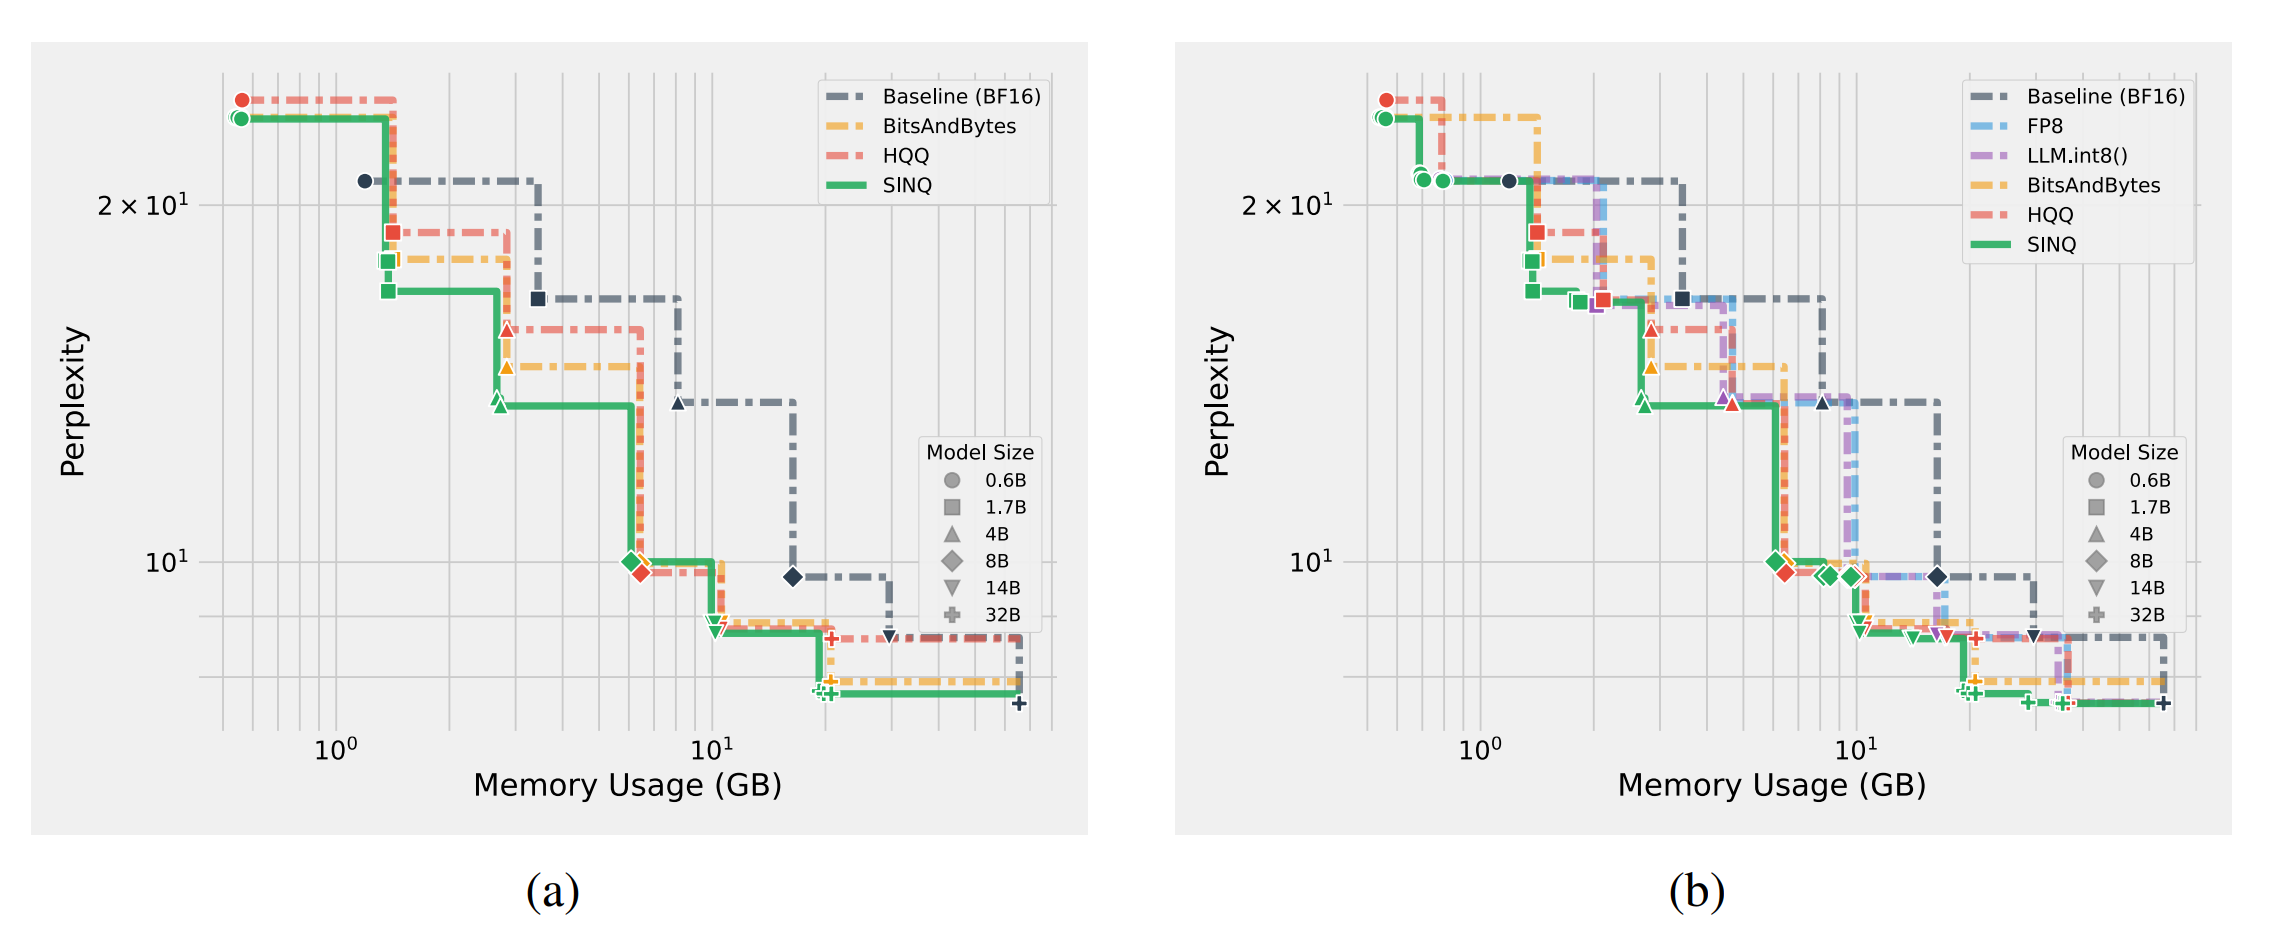 Baseline (BF16)
BitsAndBytes
HQQ
SINQ
2 × 10¹
10¹
Perplexity
Model Size
0.6B
1.7B
4B
8B
14B
32B
10⁰
10¹
Memory Usage (GB)
(a)
Baseline (BF16)
FP8
LLM.int8()
BitsAndBytes
HQQ
SINQ
2 × 10¹
10¹
Perplexity
Model Size
0.6B
1.7B
4B
8B
14B
32B
10⁰
10¹
Memory Usage (GB)
(b)